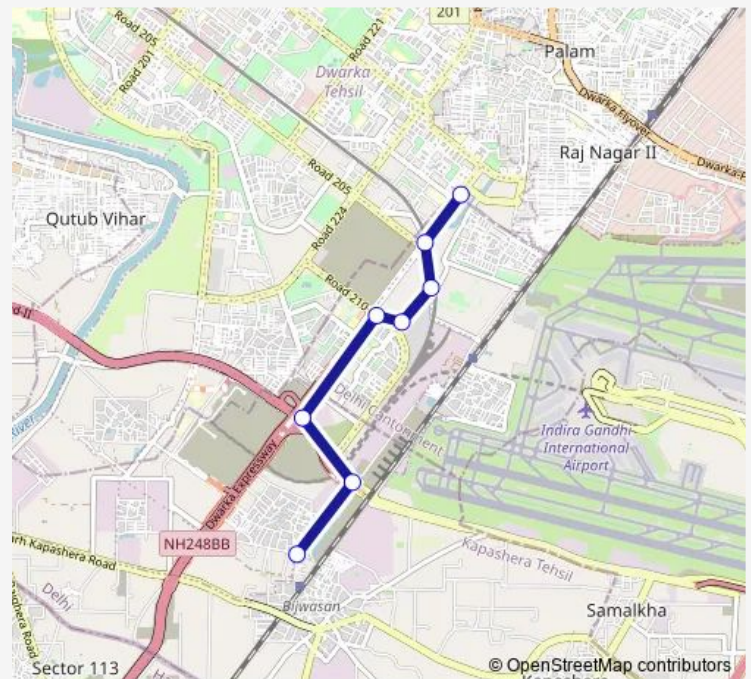 Road 205
Road 201
Road 221
201
Palam
Dwarka
Tehsil
Dwarka Flyover
Raj Nagar II
Road 205
Qutub Vihar
Road 224
Road 210
Delhi Cantonment
Indira Gandhi
International
Airport
Dwarka Expressway
NH248BB
Kapashera Road
Kapashera Tehsil
Delhi
Bijwasan
Samalkha
Sector 113
© OpenStreetMap contributors